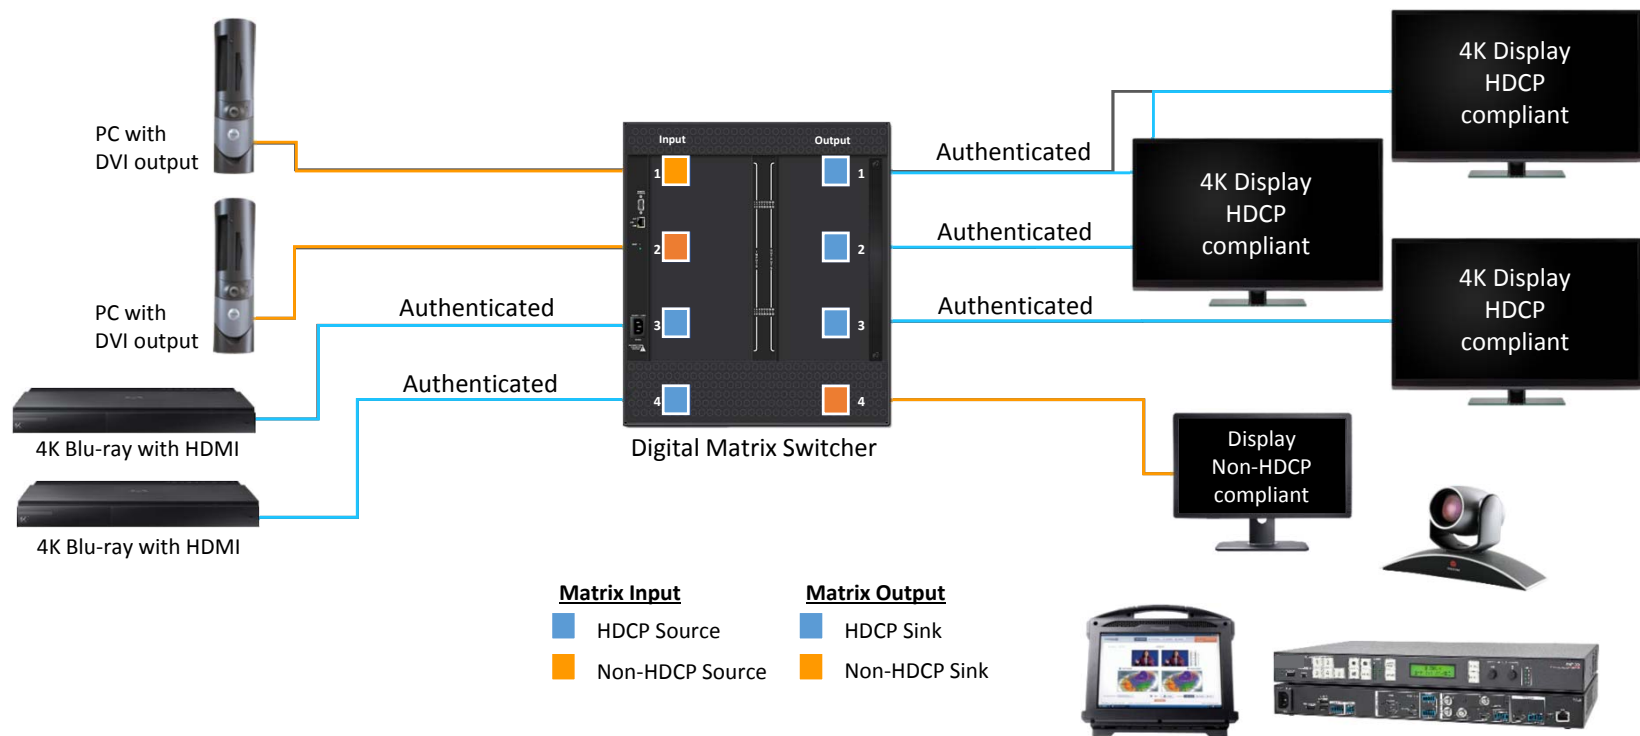 PC with
DVI output
PC with
DVI output
4K Blu-ray with HDMI
4K Blu-ray with HDMI
Authenticated
Authenticated
Input
Output
1
2
3
4
1
2
3
4
Digital Matrix Switcher
Authenticated
Authenticated
Authenticated
4K Display
HDCP
compliant
4K Display
HDCP
compliant
4K Display
HDCP
compliant
Display
Non-HDCP
compliant
Matrix Input
HDCP Source
Non-HDCP Source
Matrix Output
HDCP Sink
Non-HDCP Sink